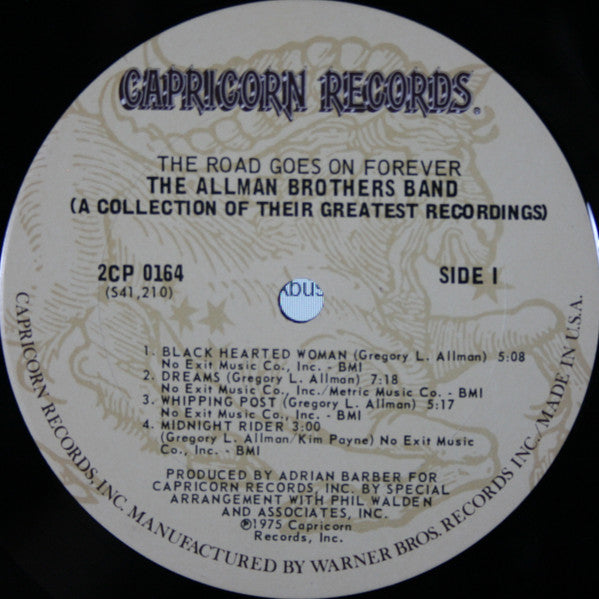 CAPRICORN RECORDS®
THE ROAD GOES ON FOREVER
THE ALLMAN BROTHERS BAND
(A COLLECTION OF THEIR GREATEST RECORDINGS)
2CP 0164
(S41,210)
SIDE I
1. BLACK HEARTED WOMAN (Gregory L. Allman) 5:08
No Exit Music Co., Inc. - BMI
2. DREAMS (Gregory L. Allman) 7:18
No Exit Music Co., Inc./Metric Music Co. - BMI
3. WHIPPING POST (Gregory L. Allman) 5:17
No Exit Music Co., Inc. - BMI
4. MIDNIGHT RIDER 3:00
(Gregory L. Allman/Kim Payne) No Exit Music
Co., Inc. - BMI
PRODUCED BY ADRIAN BARBER FOR
CAPRICORN RECORDS, INC. BY SPECIAL
ARRANGEMENT WITH PHIL WALDEN
AND ASSOCIATES, INC.
℗1975 Capricorn
Records, Inc.
CAPRICORN RECORDS, INC. MANUFACTURED BY WARNER BROS. RECORDS INC./MADE IN U.S.A.